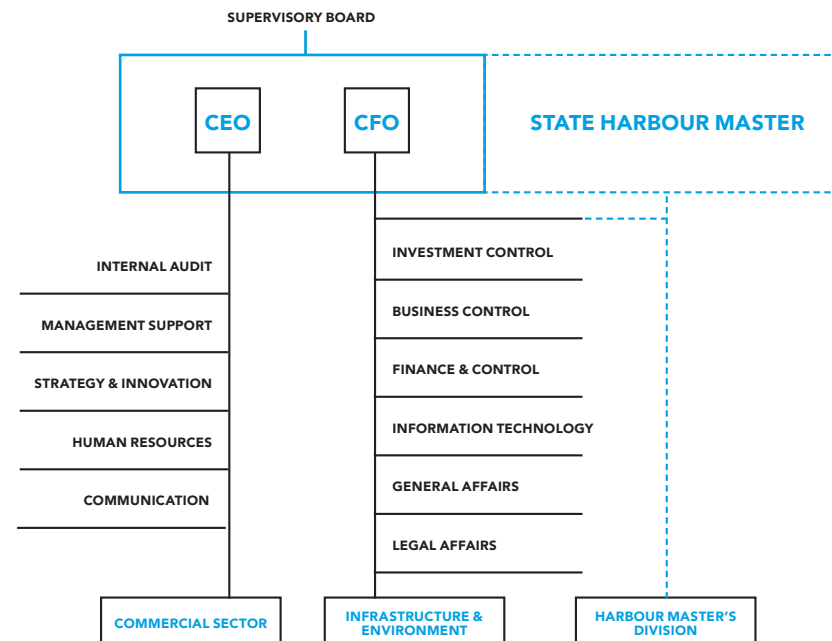 SUPERVISORY BOARD
CEO
CFO
STATE HARBOUR MASTER
INTERNAL AUDIT
MANAGEMENT SUPPORT
STRATEGY & INNOVATION
HUMAN RESOURCES
COMMUNICATION
INVESTMENT CONTROL
BUSINESS CONTROL
FINANCE & CONTROL
INFORMATION TECHNOLOGY
GENERAL AFFAIRS
LEGAL AFFAIRS
COMMERCIAL SECTOR
INFRASTRUCTURE &
ENVIRONMENT
HARBOUR MASTER'S
DIVISION